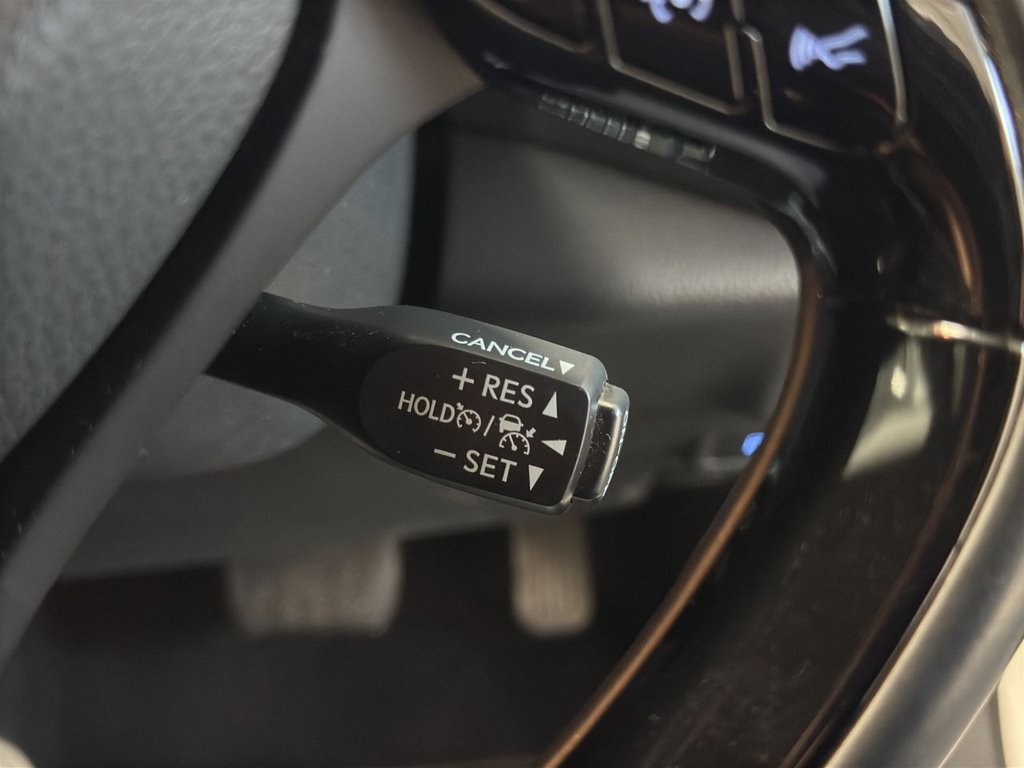 CANCEL▼
+ RES ▲
HOLD / ◀
− SET ▼